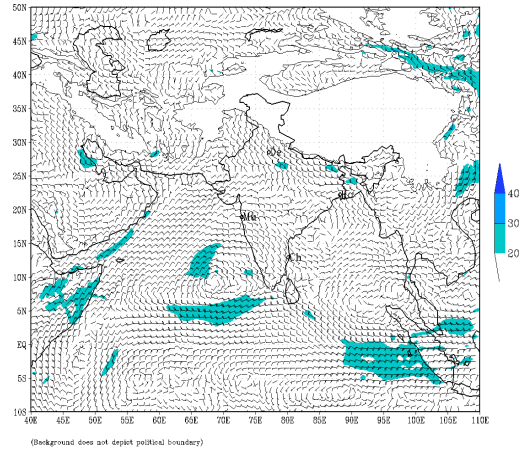 50N
45N
40N
35N
30N
25N
20N
15N
10N
5N
EQ
5S
10S
40E 45E 50E 55E 60E 65E 70E 75E 80E 85E 90E 95E 100E 105E 110E
40
30
20
Mu
Ch
(Background does not depict political boundary)